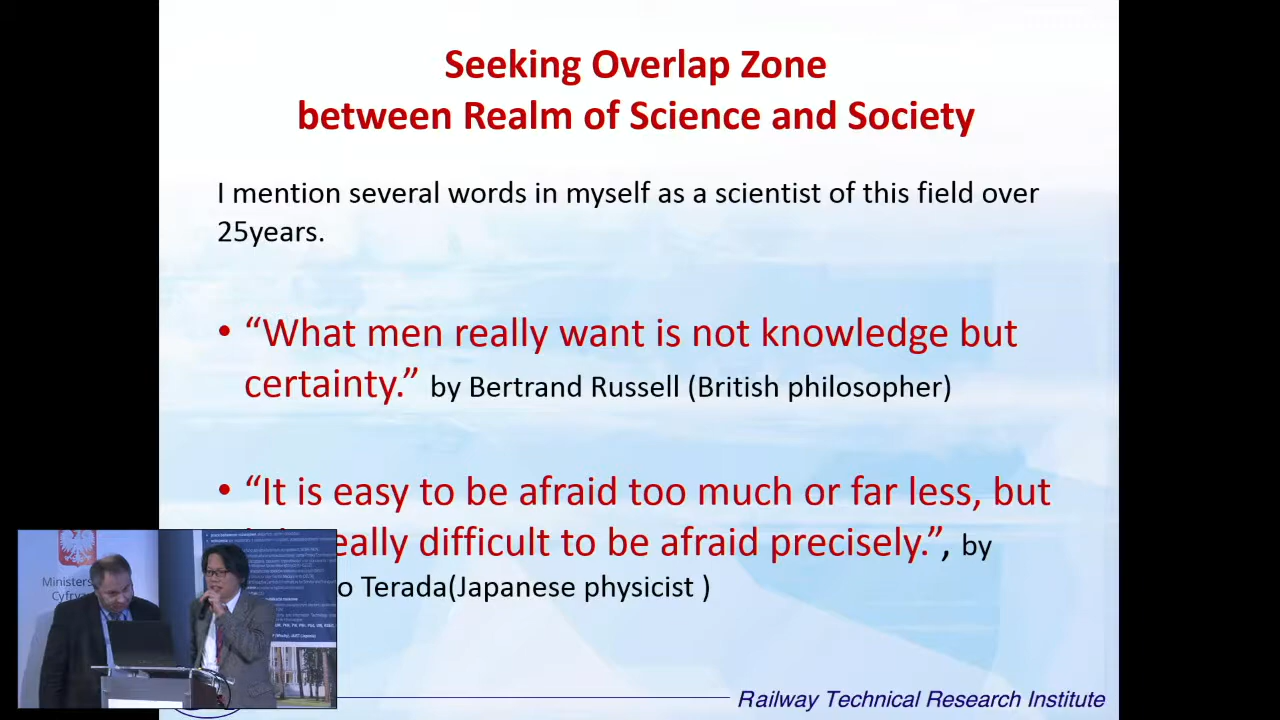 Seeking Overlap Zone
between Realm of Science and Society
I mention several words in myself as a scientist of this field over
25years.
• “What men really want is not knowledge but
certainty.” by Bertrand Russell (British philosopher)
• “It is easy to be afraid too much or far less, but
eally difficult to be afraid precisely.”, by
o Terada(Japanese physicist )
Minister
Cyfry
Railway Technical Research Institute